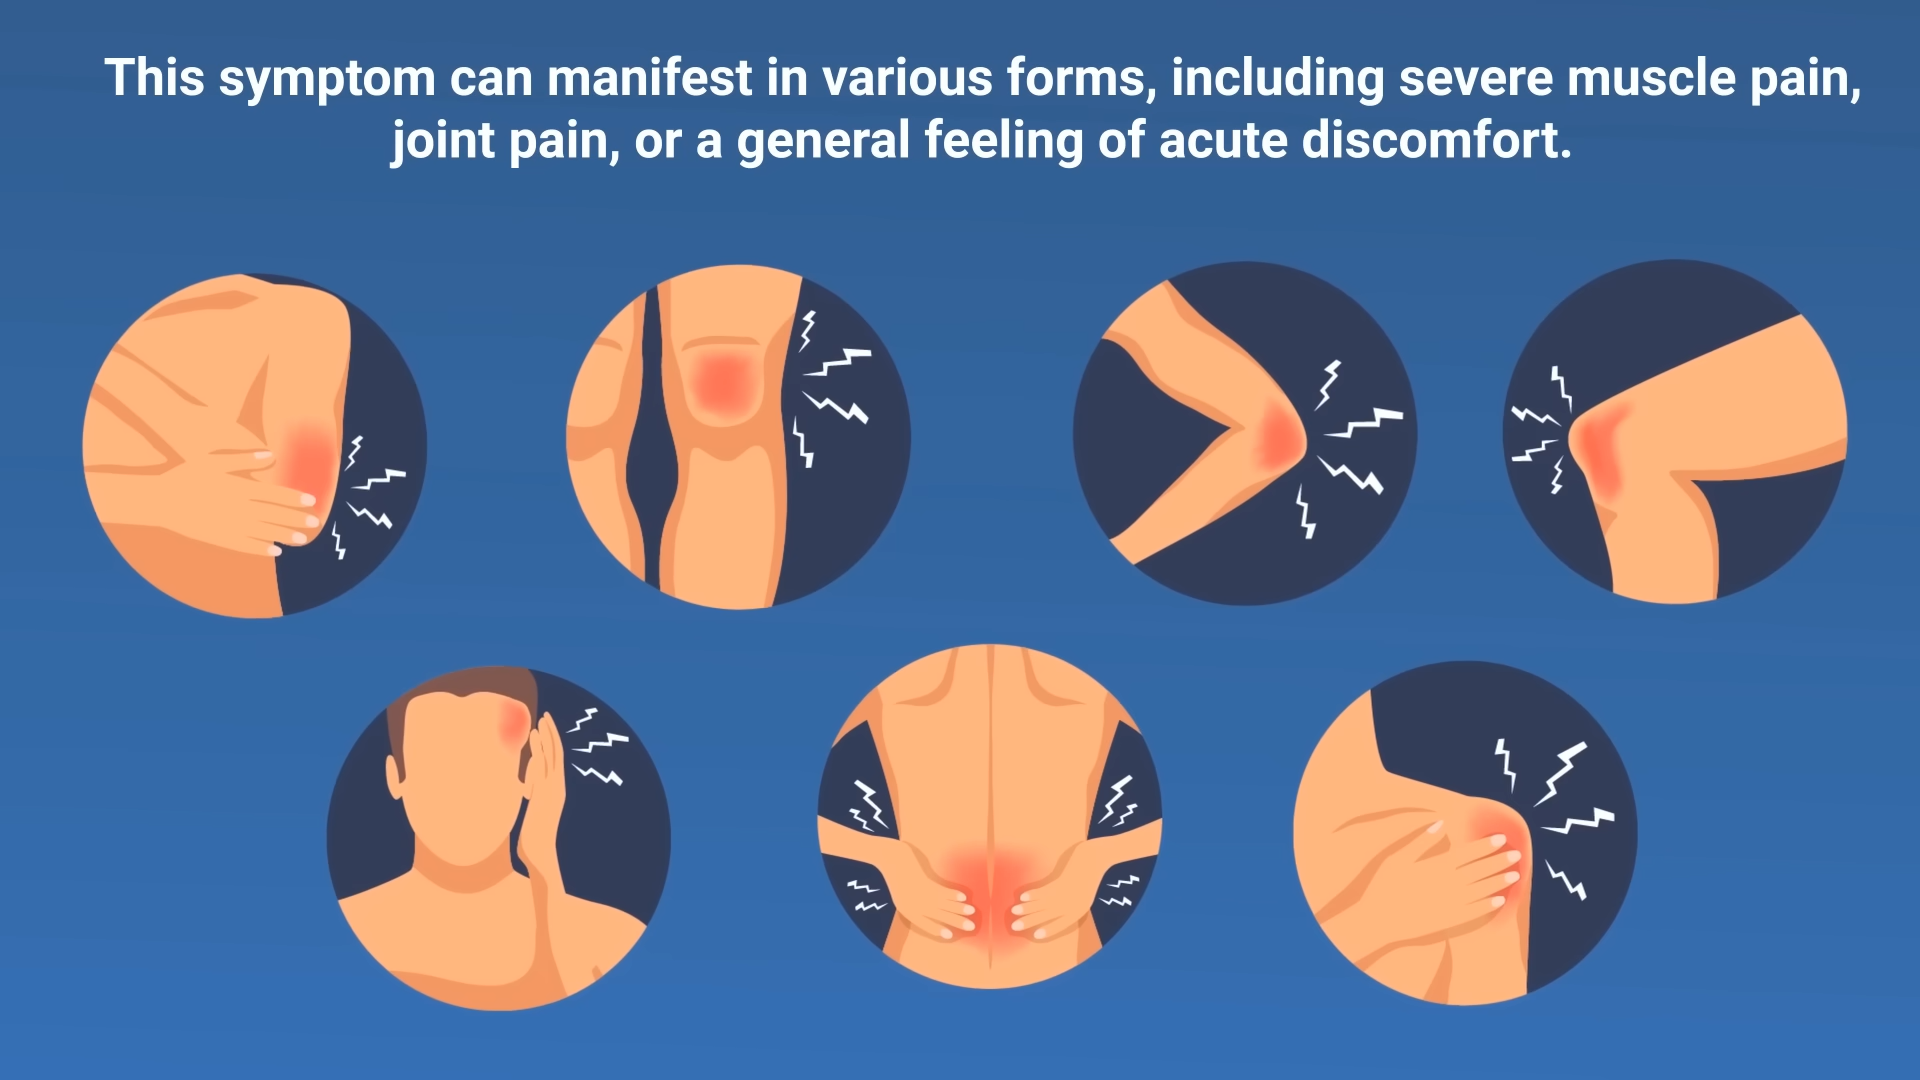 This symptom can manifest in various forms, including severe muscle pain,
joint pain, or a general feeling of acute discomfort.